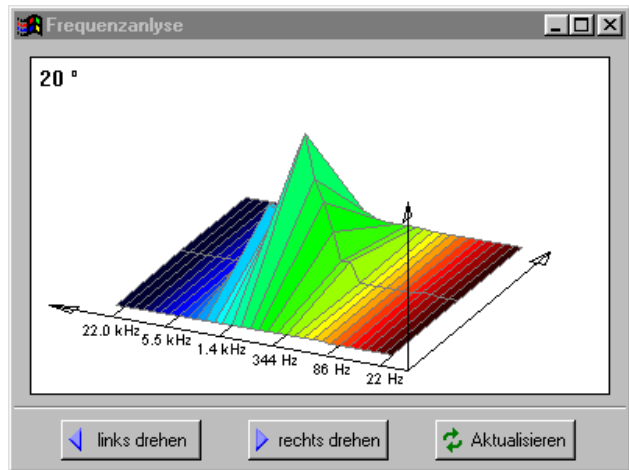 Frequenzanlyse
20 °
22.0 kHz
5.5 kHz
1.4 kHz
344 Hz
86 Hz
22 Hz
links drehen
rechts drehen
Aktualisieren